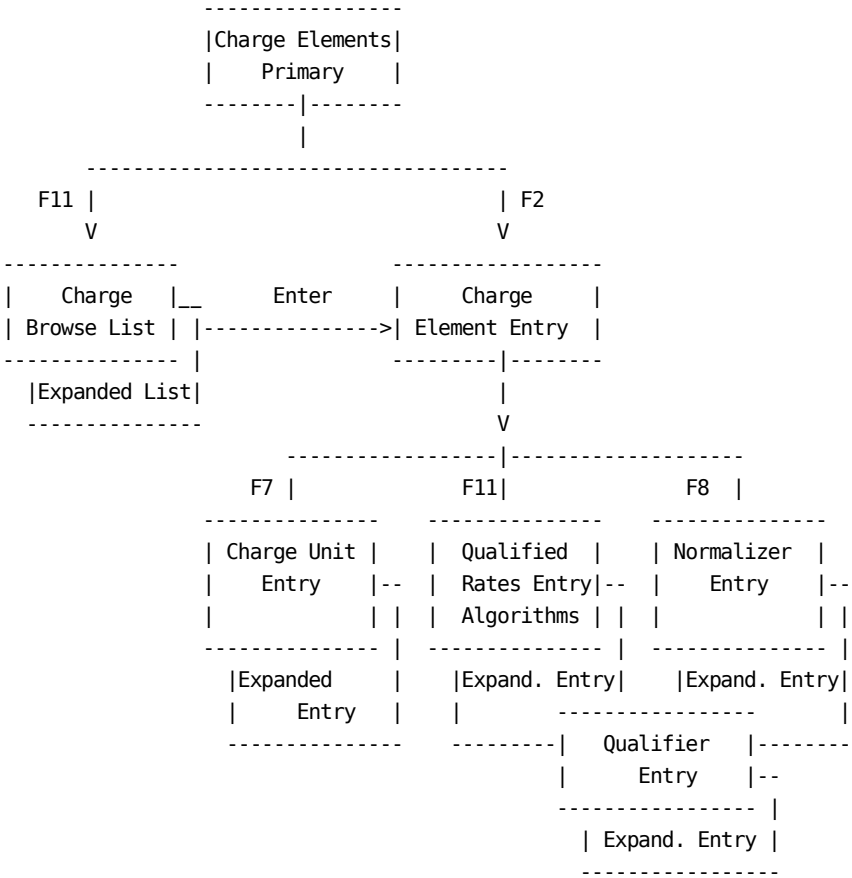 Charge Elements
Primary
F11 F2
Charge Enter Charge
Browse List Element Entry
Expanded List
F7 F11 F8
Charge Unit Qualified Normalizer
Entry Rates Entry Entry
Algorithms
Expanded Expand. Entry Expand. Entry
Entry
Qualifier
Entry
Expand. Entry